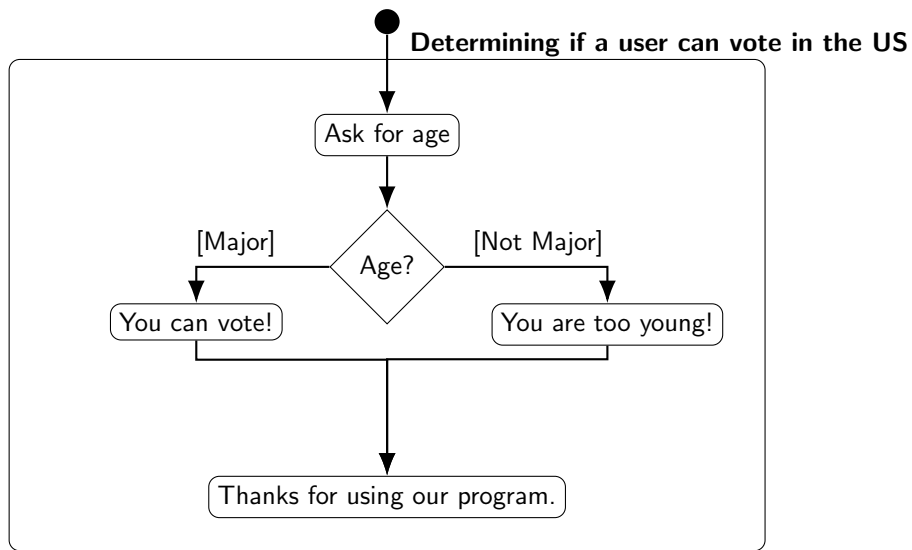 Determining if a user can vote in the US
Ask for age
[Major]
[Not Major]
Age?
You can vote!
You are too young!
Thanks for using our program.